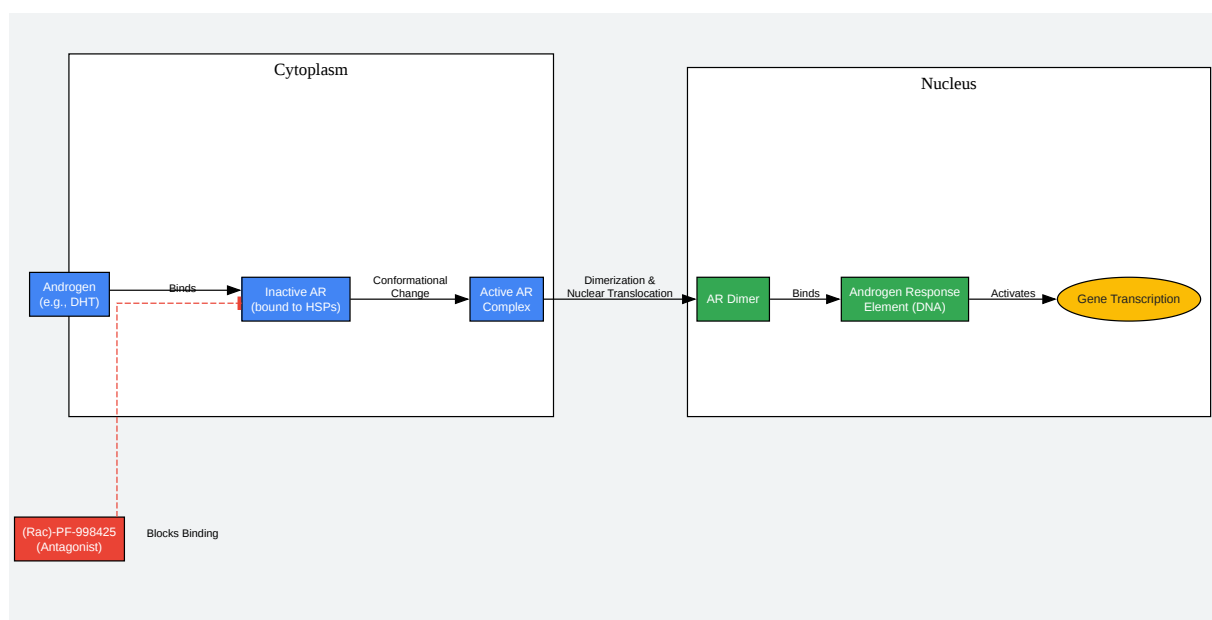 Cytoplasm
Nucleus
Androgen
(e.g., DHT)
Binds
Inactive AR
(bound to HSPs)
Conformational
Change
Active AR
Complex
Dimerization &
Nuclear Translocation
AR Dimer
Binds
Androgen Response
Element (DNA)
Activates
Gene Transcription
(Rac)-PF-998425
(Antagonist)
Blocks Binding